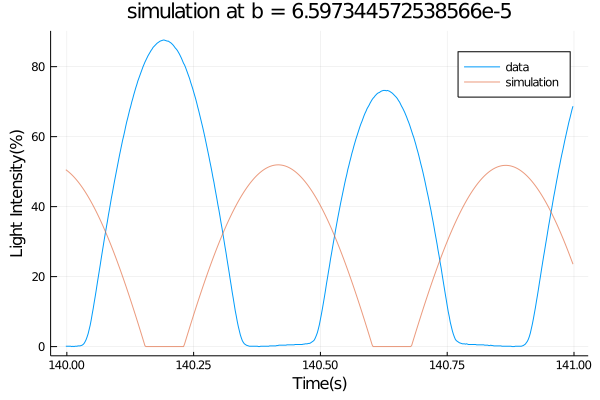 simulation at b = 6.597344572538566e-5
data
simulation
Light Intensity(%)
80
60
40
20
0
140.00 140.25 140.50 140.75 141.00
Time(s)